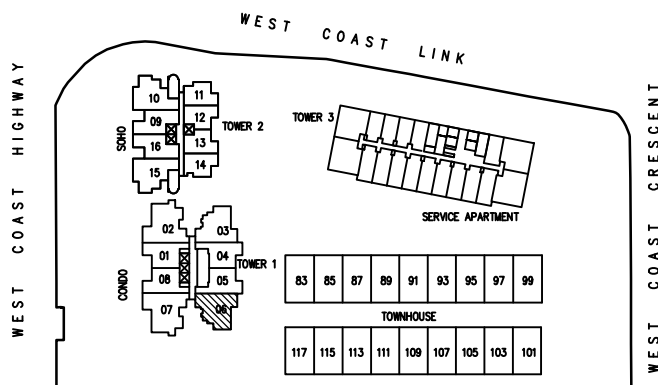 WEST COAST LINK
WEST COAST HIGHWAY
WEST COAST CRESCENT
10 11
09 12
TOWER 2
SOHO
16 13
15 14
TOWER 3
SERVICE APARTMENT
02 03
01 04
TOWER 1
CONDO
08 05
07 06
83 85 87 89 91 93 95 97 99
TOWNHOUSE
117 115 113 111 109 107 105 103 101